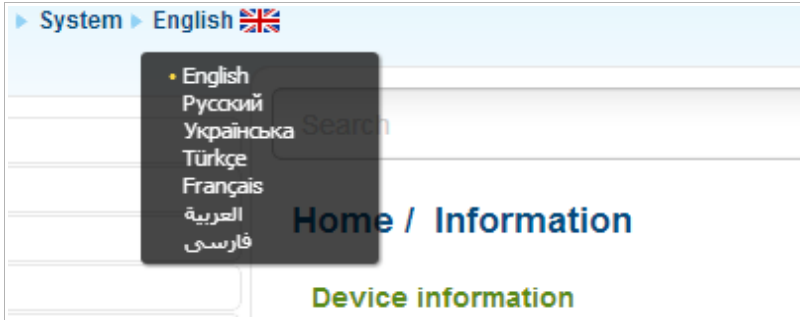 System English
English
Русский
Українська
Türkçe
Français
العربية
فارسی
Search
Home / Information
Device information